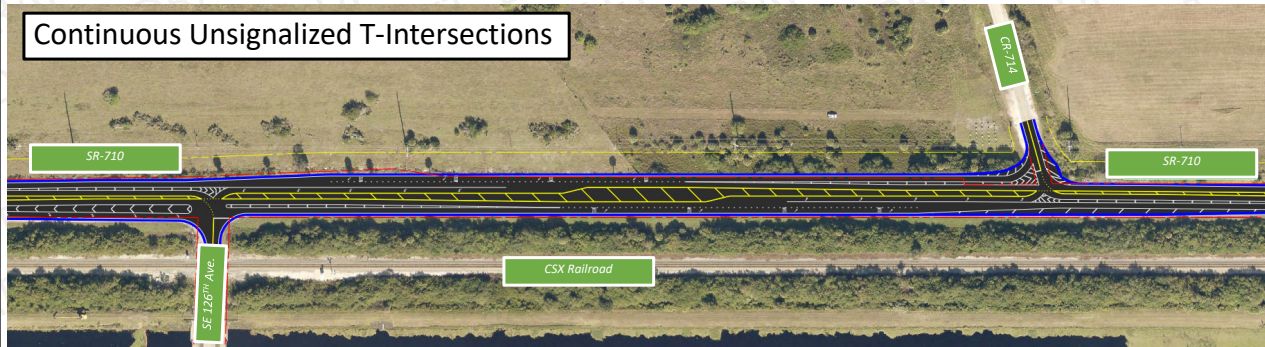 Continuous Unsignalized T-Intersections
CR-714
SR-710
SR-710
CSX Railroad
SE 126TH Ave.